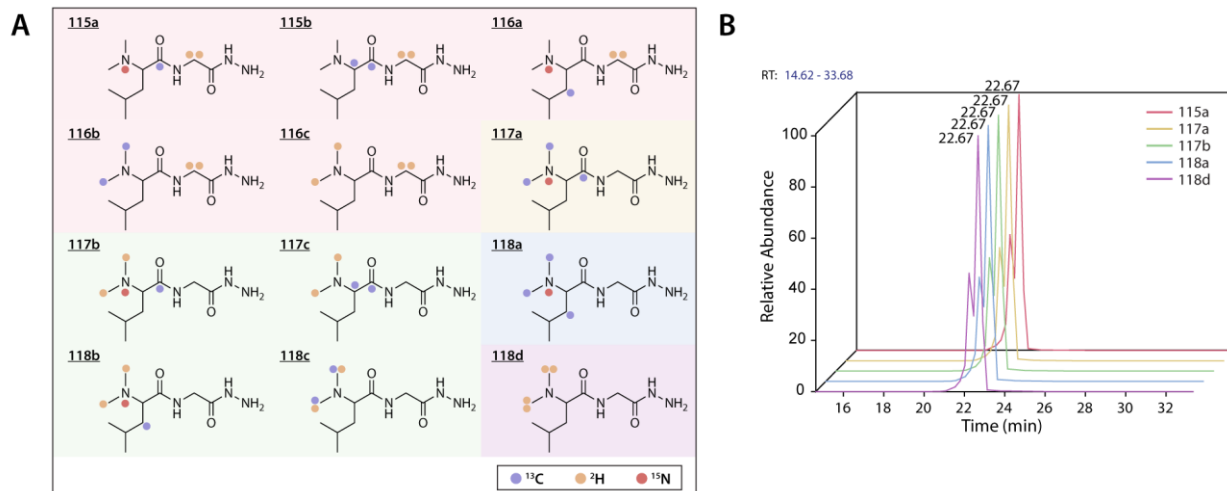 A
115a
115b
116a
O
N
N
H
O
H
N
NH2
116b
116c
117a
117b
117c
118a
118b
118c
118d
¹³C
²H
¹⁵N
B
RT: 14.62 - 33.68
22.67
22.67
22.67
22.67
22.67
115a
117a
117b
118a
118d
Relative Abundance
100
80
60
40
20
0
16 18 20 22 24 26 28 30 32
Time (min)